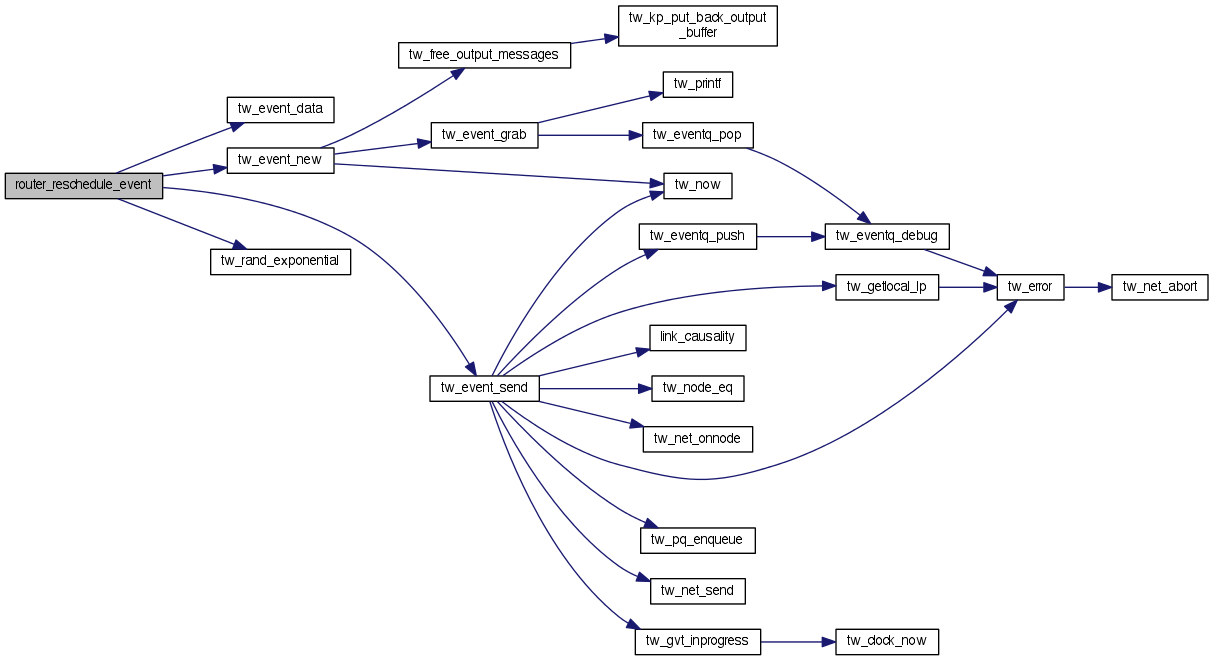 tw_kp_put_back_output
_buffer
tw_free_output_messages
tw_printf
tw_event_data
tw_event_grab
tw_eventq_pop
tw_event_new
router_reschedule_event
tw_now
tw_eventq_push
tw_eventq_debug
tw_rand_exponential
tw_getlocal_lp
tw_error
tw_net_abort
link_causality
tw_event_send
tw_node_eq
tw_net_onnode
tw_pq_enqueue
tw_net_send
tw_gvt_inprogress
tw_clock_now